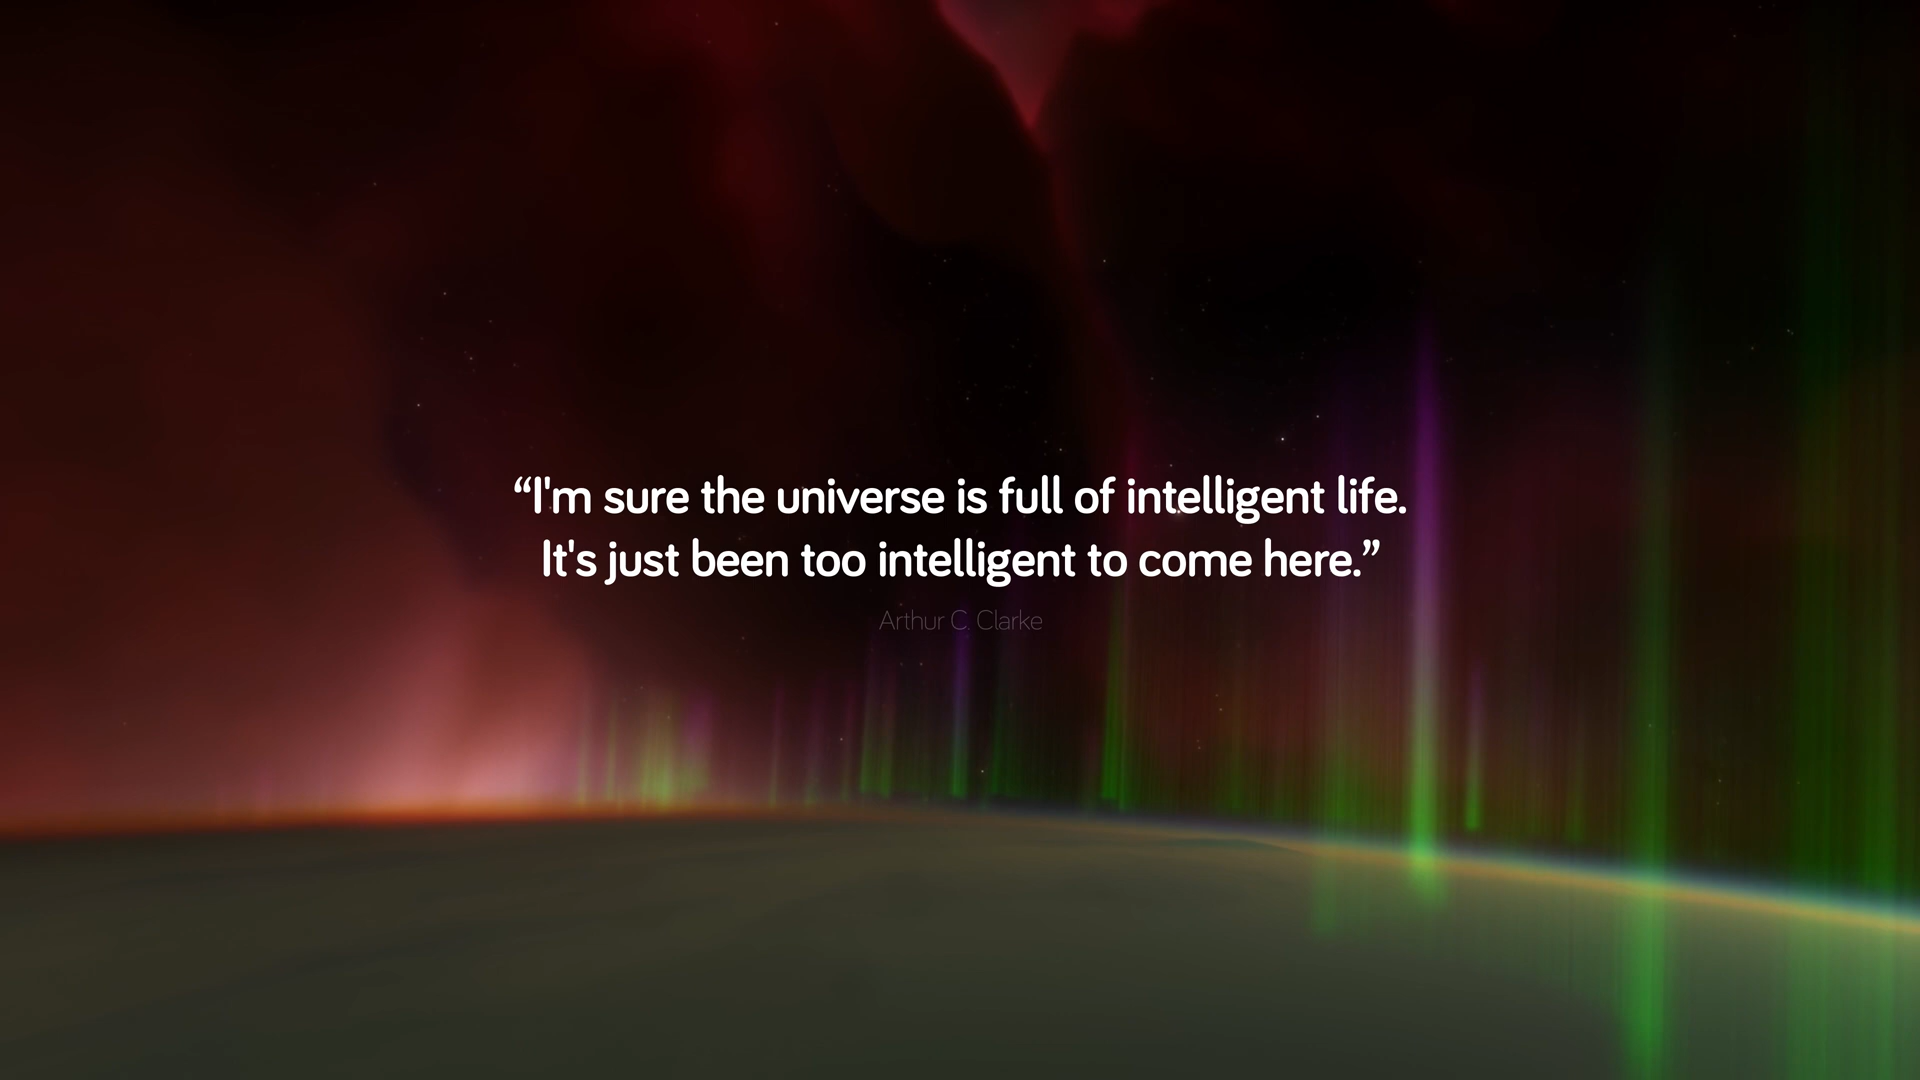 “I'm sure the universe is full of intelligent life.
It's just been too intelligent to come here.”
Arthur C. Clarke